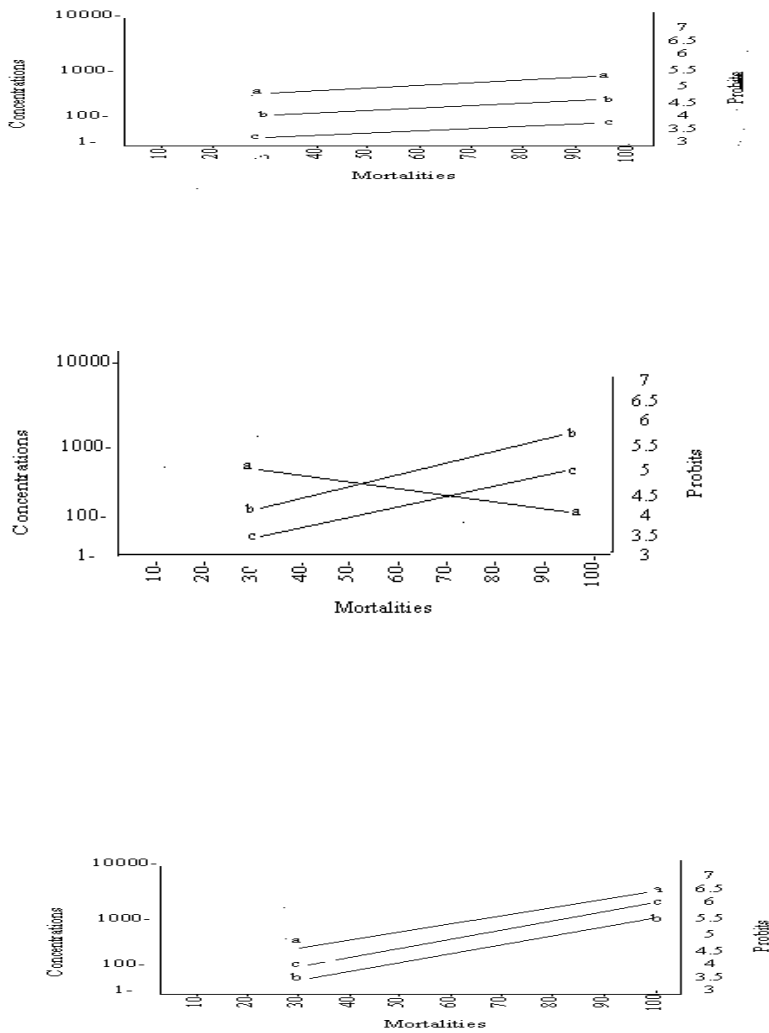 10000-
1000-
100-
1-
Concentrations
a a
b b
c c
7
6.5
6
5.5
5
4.5
4
3.5
3
Probits
10- 20- 40- 50- 60- 70- 80- 90- 100-
Mortalities
10000-
1000-
100-
1-
Concentrations
a b
b c
c a
7
6.5
6
5.5
5
4.5
4
3.5
3
Probits
10- 20- 30- 40- 50- 60- 70- 80- 90- 100-
Mortalities
10000-
1000-
100-
1-
Concentrations
a a
c c
b b
7
6.5
6
5.5
5
4.5
4
3.5
3
Probits
10- 20- 30- 40- 50- 60- 70- 80- 90- 100-
Mortalities